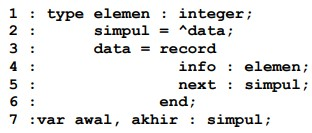 1 : type elemen : integer;
2 :      simpul = ^data;
3 :      data = record
4 :                info : elemen;
5 :                next : simpul;
6 :              end;
7 :var awal, akhir : simpul;